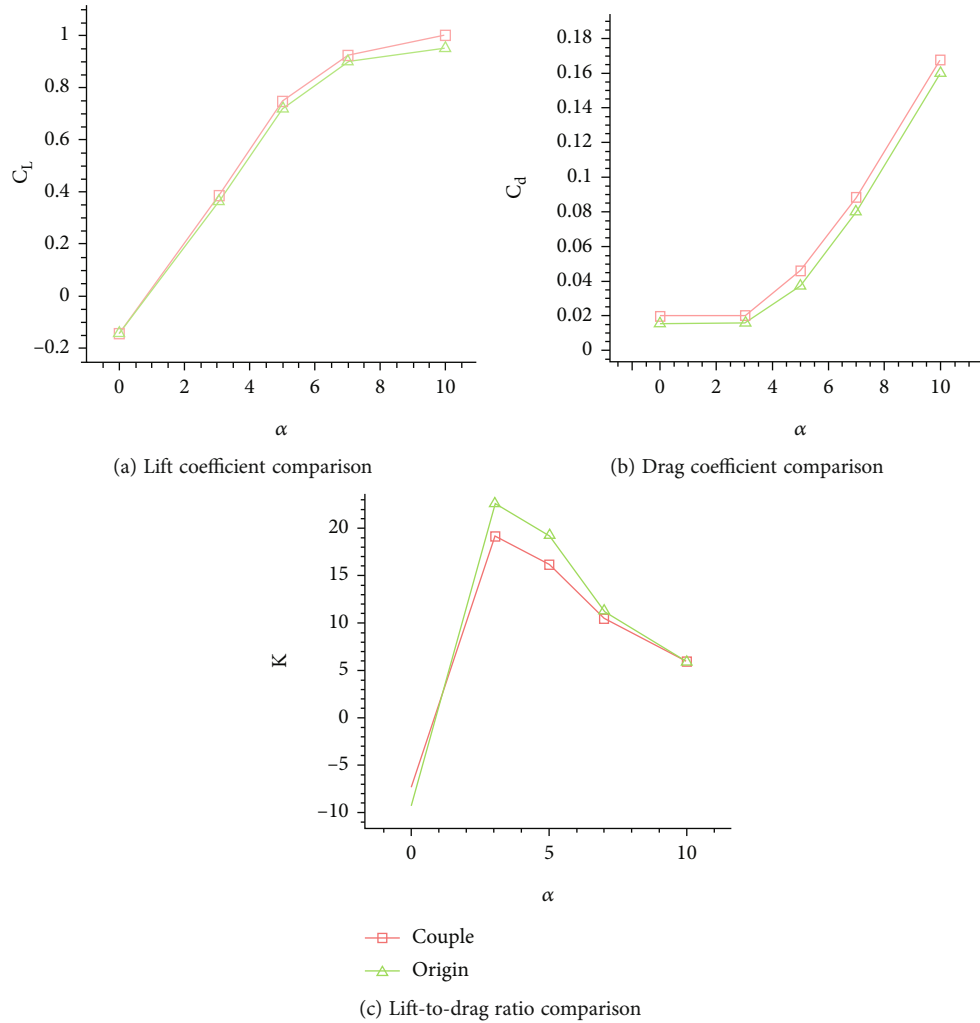 1
0.8
0.6
0.4
0.2
0
–0.2
C_L
0 2 4 6 8 10
α
(a) Lift coefficient comparison
0.18
0.16
0.14
0.12
0.1
0.08
0.06
0.04
0.02
0
C_d
0 2 4 6 8 10
α
(b) Drag coefficient comparison
20
15
10
5
0
–5
–10
K
0 5 10
α
Couple
Origin
(c) Lift-to-drag ratio comparison